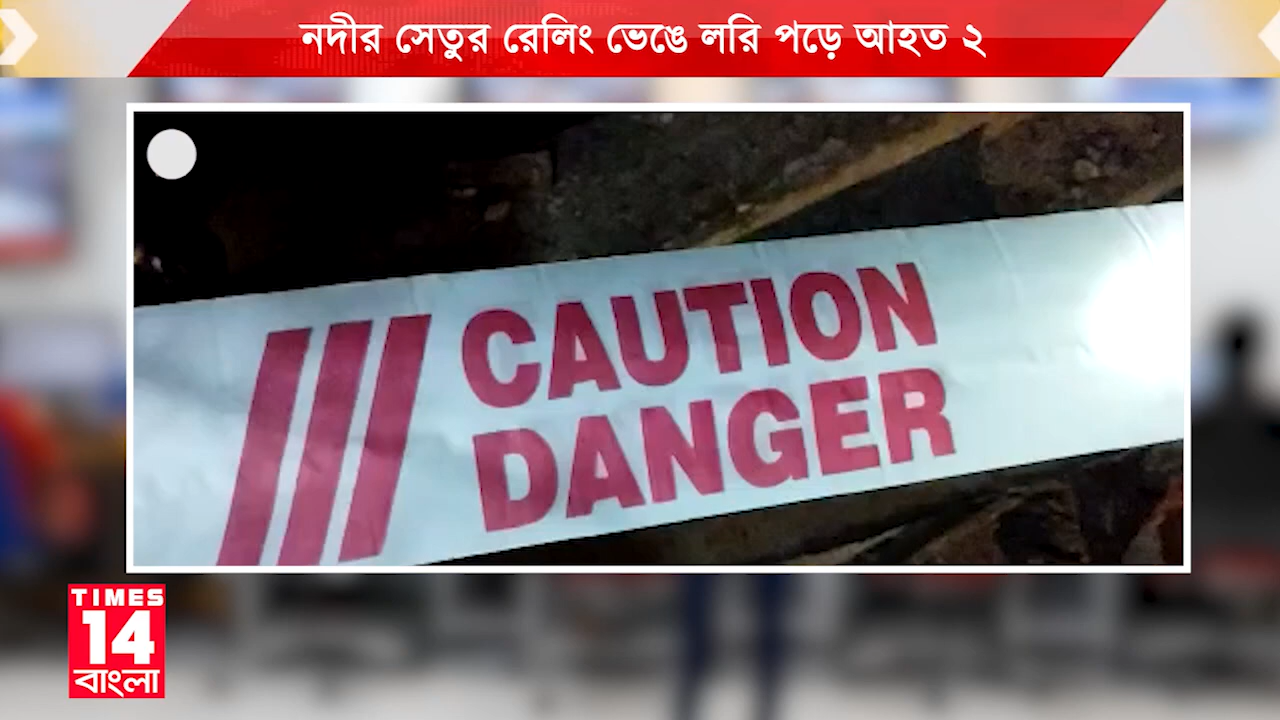 নদীর সেতুর রেলিং ভেঙে লরি পড়ে আহত ২
CAUTION
DANGER
TIMES
14
বাংলা